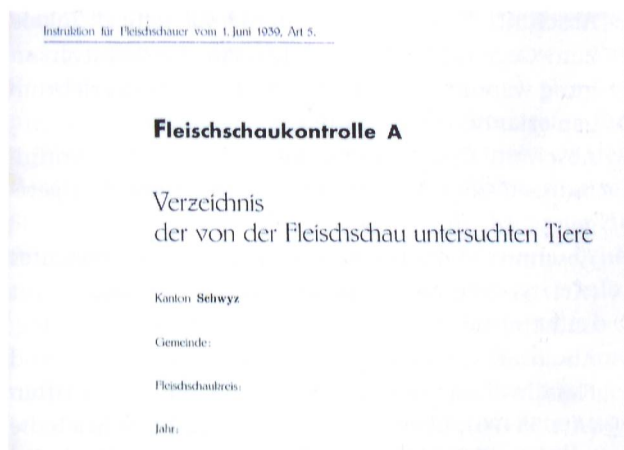 Instruktion für Fleischschauer vom 1. Juni 1939, Art 5.
Fleischschaukontrolle A
Verzeichnis
der von der Fleischschau untersuchten Tiere
Kanton Schwyz
Gemeinde:
Fleischschaukreis:
Jahr: